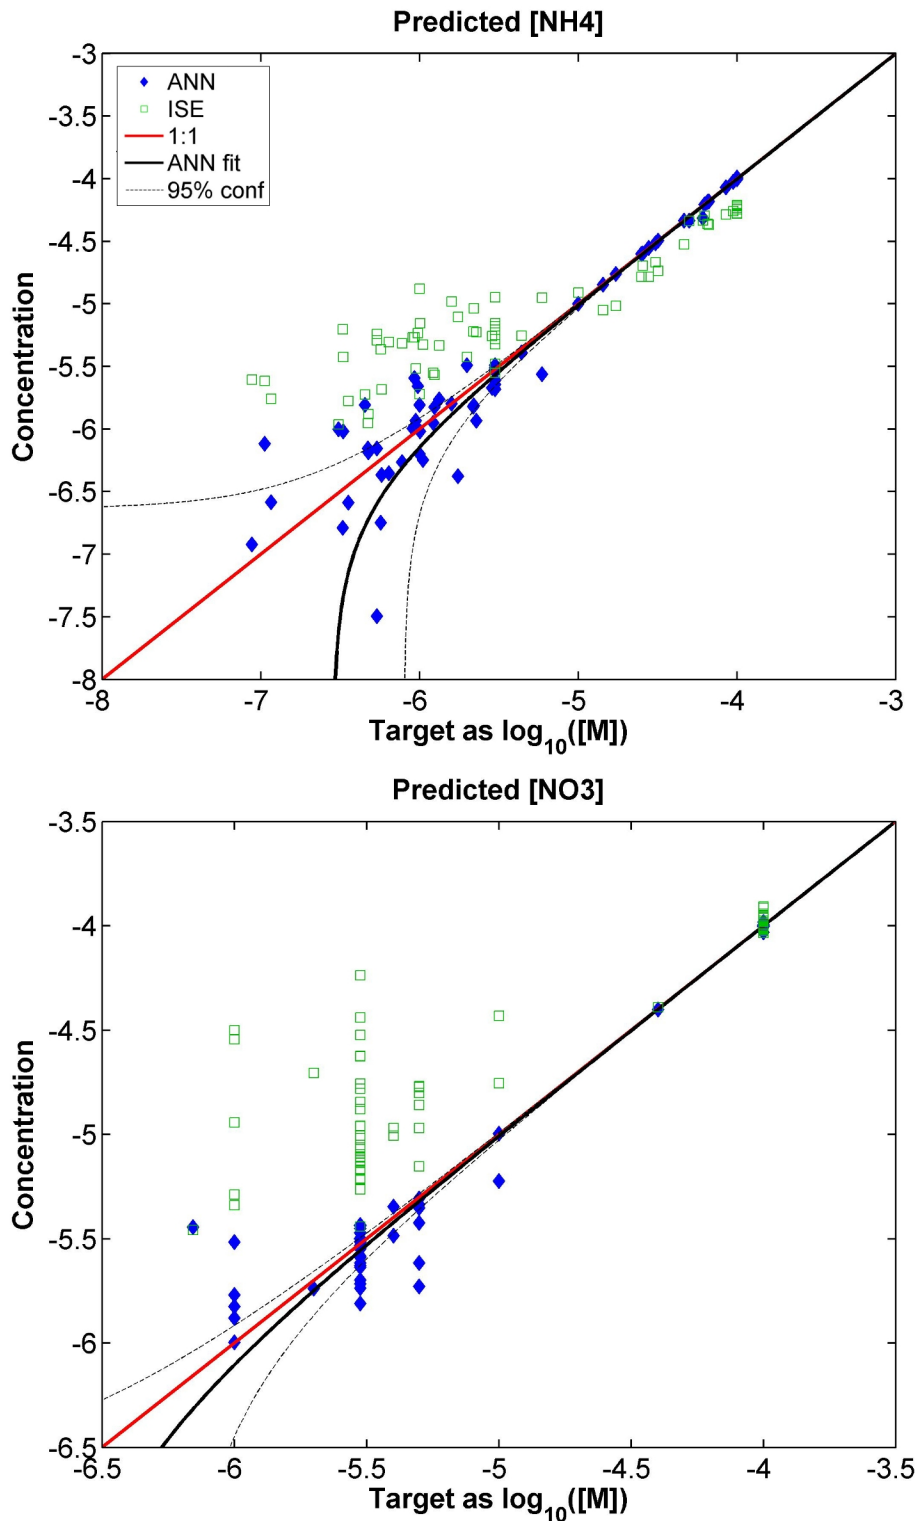 Predicted [NH4]
-3
-3.5
-4
-4.5
-5
-5.5
-6
-6.5
-7
-7.5
-8
ANN
ISE
1:1
ANN fit
95% conf
Concentration
-8 -7 -6 -5 -4 -3
Target as log10([M])
Predicted [NO3]
-3.5
-4
-4.5
-5
-5.5
-6
-6.5
Concentration
-6.5 -6 -5.5 -5 -4.5 -4 -3.5
Target as log10([M])